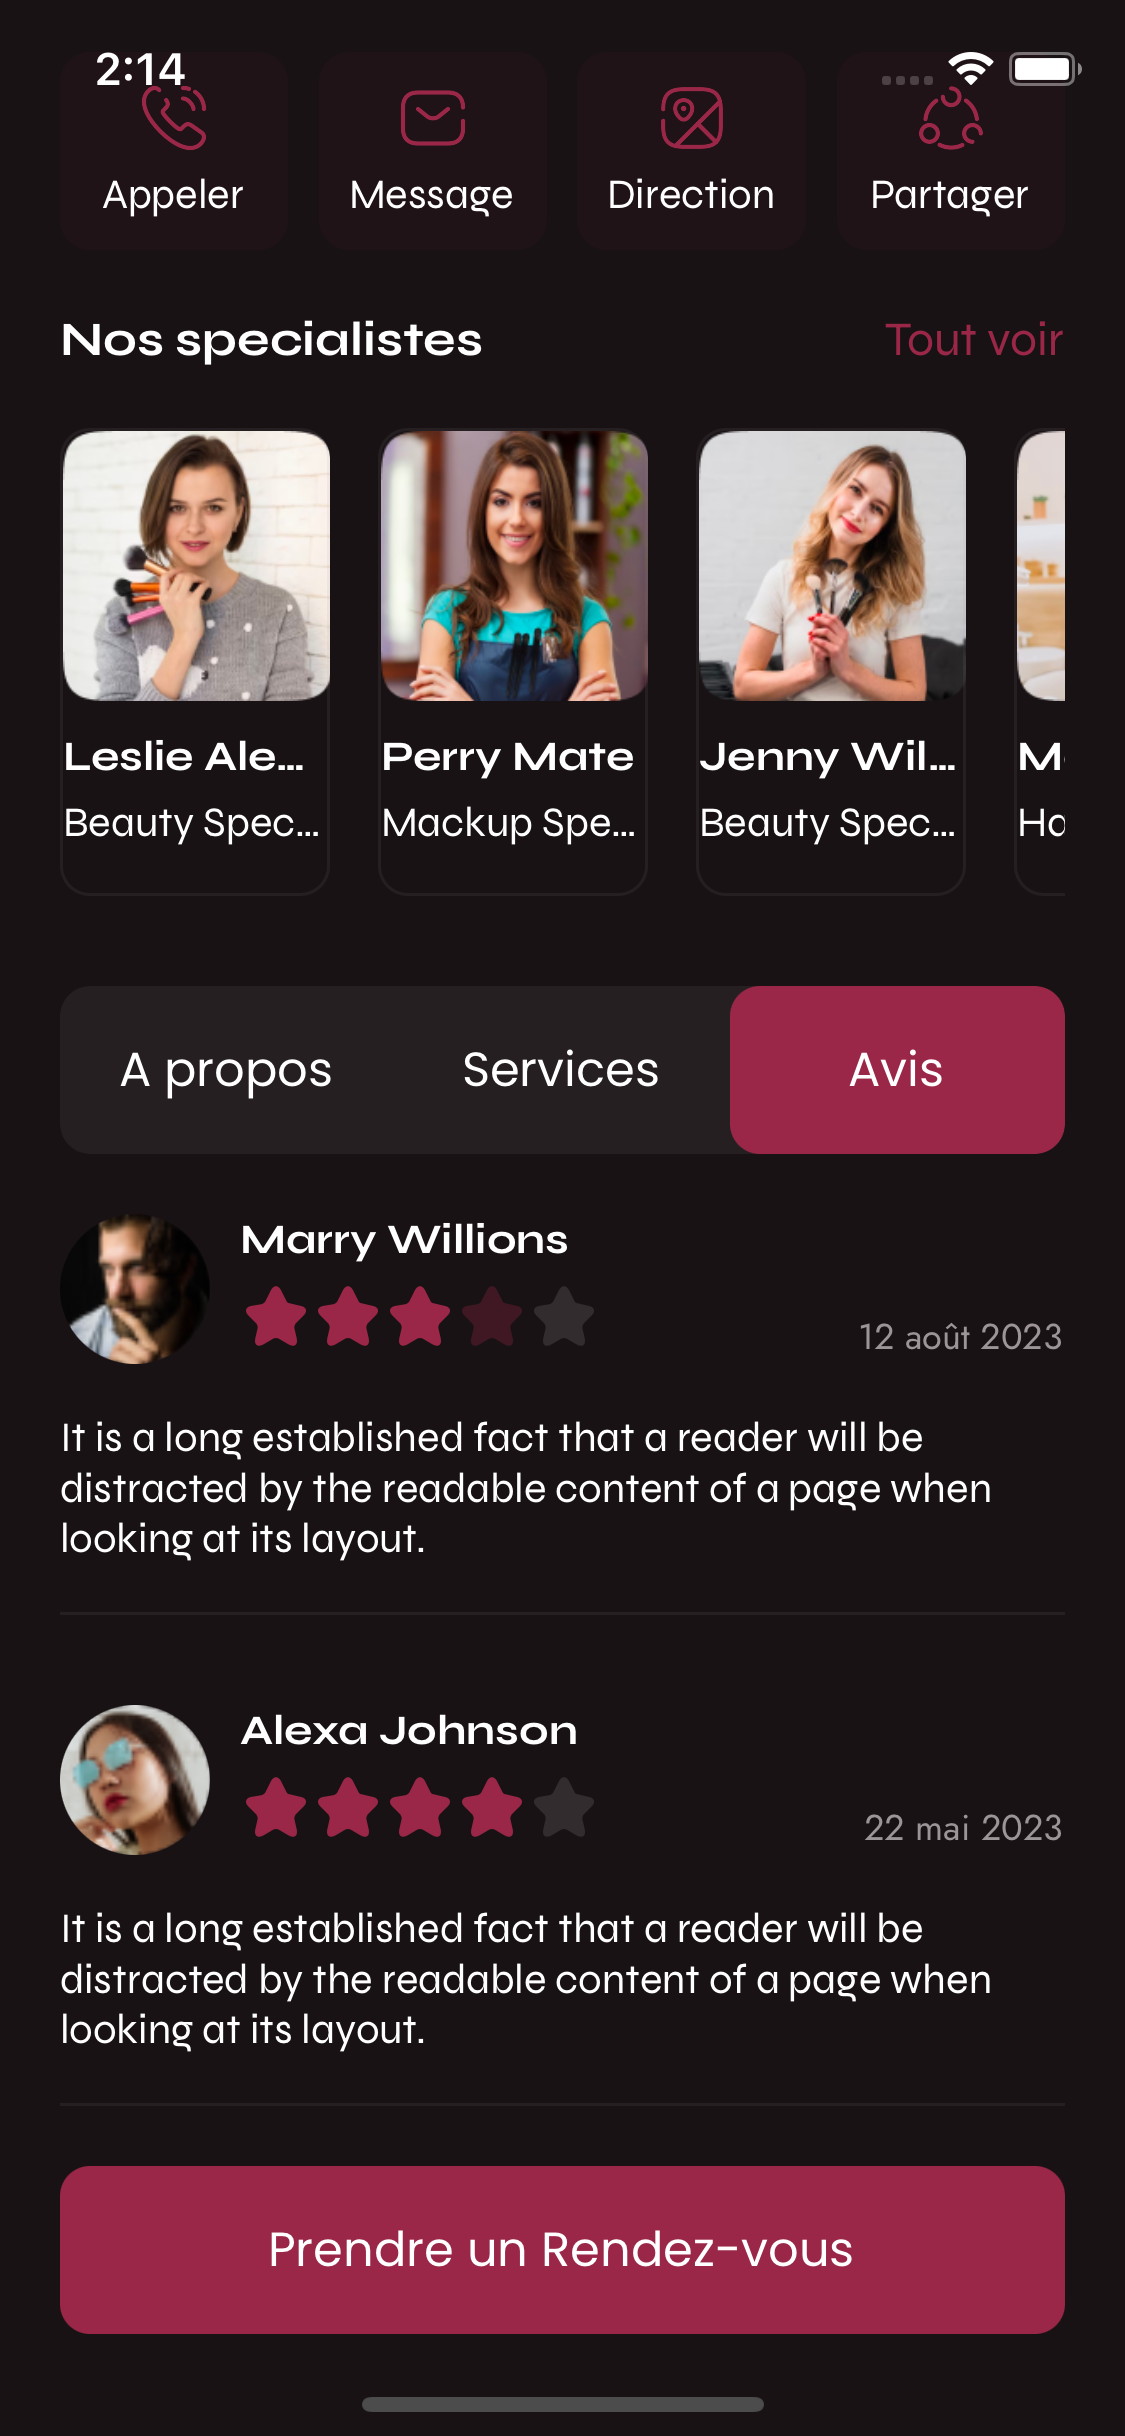 2:14
Appeler
Message
Direction
Partager
Nos specialistes
Tout voir
Leslie Ale...
Perry Mate
Jenny Wil...
Beauty Spec...
Mackup Spe...
Beauty Spec...
A propos
Services
Avis
Marry Willions
12 août 2023
It is a long established fact that a reader will be
distracted by the readable content of a page when
looking at its layout.
Alexa Johnson
22 mai 2023
It is a long established fact that a reader will be
distracted by the readable content of a page when
looking at its layout.
Prendre un Rendez-vous